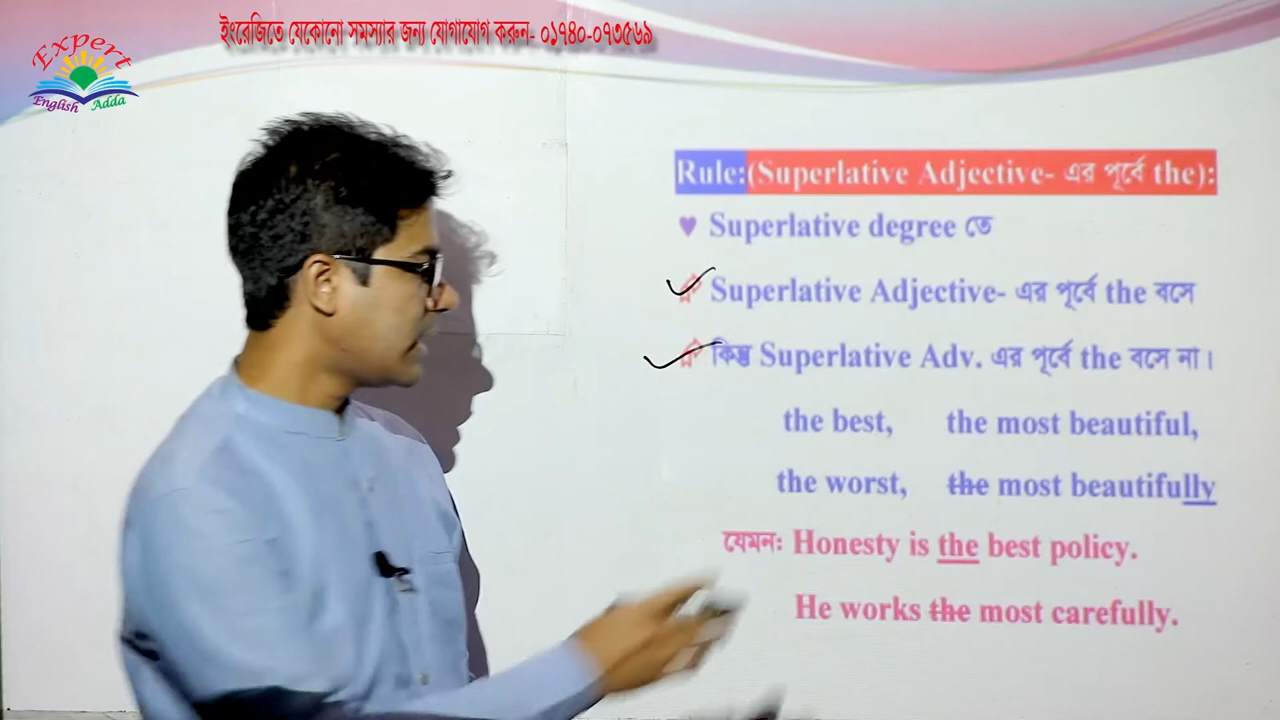 ইংরেজিতে যেকোনো সমস্যার জন্য যোগাযোগ করুন- ০১৭৪০-০৭৩৫৬৯
Expert
English Adda
Rule:(Superlative Adjective- এর পূর্বে the):
♥ Superlative degree তে
Superlative Adjective- এর পূর্বে the বসে
কিন্তু Superlative Adv. এর পূর্বে the বসে না।
the best, the most beautiful,
the worst, the most beautifully
যেমনঃ Honesty is the best policy.
He works the most carefully.